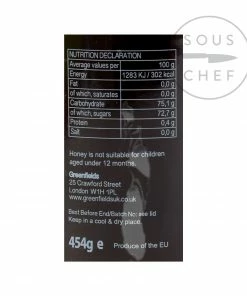 SOUS
CHEF
NUTRITION DECLARATION
Average values per 100 g
Energy 1283 KJ/ 302 kcal
Fat 0,0 g
of which, saturates 0,0 g
Carbohydrate 75,1 g
of which, sugars 72,7 g
Protein 0,4 g
Salt 0,0 g
Honey is not suitable for children
aged under 12 months.
Greenfields
25 Crawford Street
London W1H 1PL
www.greenfieldsuk.co.uk
Best Before End/Batch No: see lid
Keep in a cool & dry place.
454g e Produce of the EU